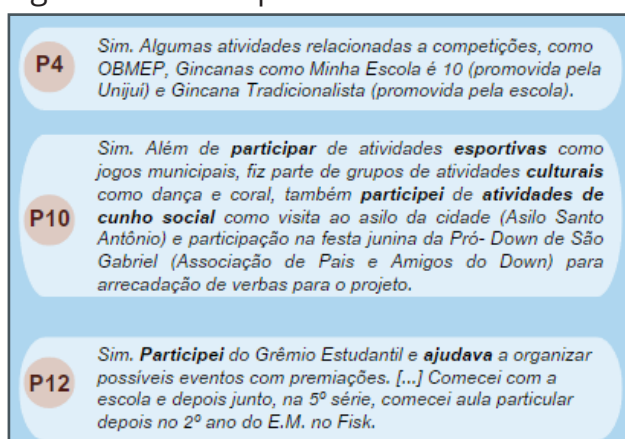 P4
Sim. Algumas atividades relacionadas a competições, como
OBMEP, Gincanas como Minha Escola é 10 (promovida pela
Unijuí) e Gincana Tradicionalista (promovida pela escola).
P10
Sim. Além de participar de atividades esportivas como
jogos municipais, fiz parte de grupos de atividades culturais
como dança e coral, também participei de atividades de
cunho social como visita ao asilo da cidade (Asilo Santo
Antônio) e participação na festa junina da Pró- Down de São
Gabriel (Associação de Pais e Amigos do Down) para
arrecadação de verbas para o projeto.
P12
Sim. Participei do Grêmio Estudantil e ajudava a organizar
possíveis eventos com premiações. [...] Comecei com a
escola e depois junto, na 5º série, comecei aula particular
depois no 2º ano do E.M. no Fisk.